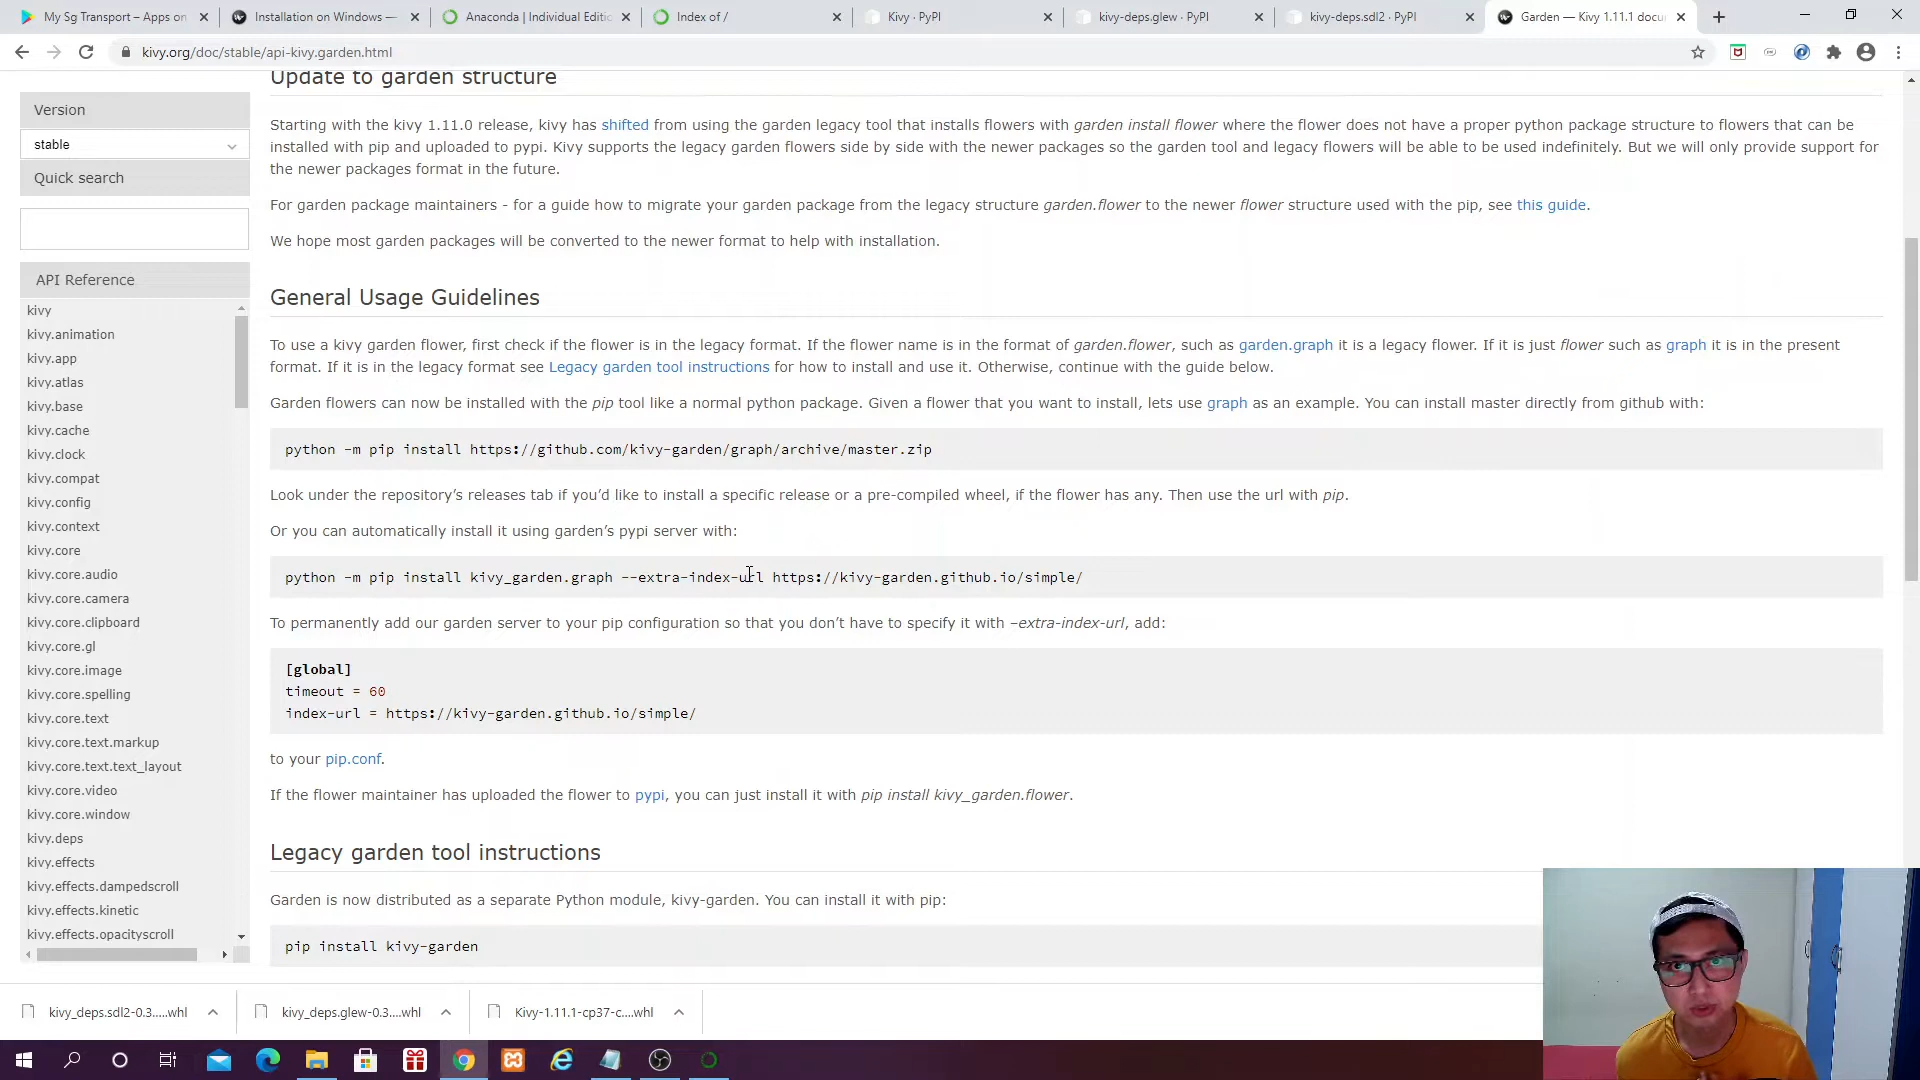 My Sg Transport – Apps on
Installation on Windows —
Anaconda | Individual Editic
Index of /
Kivy · PyPI
kivy-deps.glew · PyPI
kivy-deps.sdl2 · PyPI
Garden — Kivy 1.11.1 docu
kivy.org/doc/stable/api-kivy.garden.html
Version
stable
Quick search
API Reference
kivy
kivy.animation
kivy.app
kivy.atlas
kivy.base
kivy.cache
kivy.clock
kivy.compat
kivy.config
kivy.context
kivy.core
kivy.core.audio
kivy.core.camera
kivy.core.clipboard
kivy.core.gl
kivy.core.image
kivy.core.spelling
kivy.core.text
kivy.core.text.markup
kivy.core.text.text_layout
kivy.core.video
kivy.core.window
kivy.deps
kivy.effects
kivy.effects.dampedscroll
kivy.effects.kinetic
kivy.effects.opacityscroll
Update to garden structure
Starting with the kivy 1.11.0 release, kivy has shifted from using the garden legacy tool that installs flowers with garden install flower where the flower does not have a proper python package structure to flowers that can be
installed with pip and uploaded to pypi. Kivy supports the legacy garden flowers side by side with the newer packages so the garden tool and legacy flowers will be able to be used indefinitely. But we will only provide support for
the newer packages format in the future.
For garden package maintainers - for a guide how to migrate your garden package from the legacy structure garden.flower to the newer flower structure used with the pip, see this guide.
We hope most garden packages will be converted to the newer format to help with installation.
General Usage Guidelines
To use a kivy garden flower, first check if the flower is in the legacy format. If the flower name is in the format of garden.flower, such as garden.graph it is a legacy flower. If it is just flower such as graph it is in the present
format. If it is in the legacy format see Legacy garden tool instructions for how to install and use it. Otherwise, continue with the guide below.
Garden flowers can now be installed with the pip tool like a normal python package. Given a flower that you want to install, lets use graph as an example. You can install master directly from github with:
python -m pip install https://github.com/kivy-garden/graph/archive/master.zip
Look under the repository’s releases tab if you’d like to install a specific release or a pre-compiled wheel, if the flower has any. Then use the url with pip.
Or you can automatically install it using garden’s pypi server with:
python -m pip install kivy_garden.graph --extra-index-url https://kivy-garden.github.io/simple/
To permanently add our garden server to your pip configuration so that you don’t have to specify it with –extra-index-url, add:
[global]
timeout = 60
index-url = https://kivy-garden.github.io/simple/
to your pip.conf.
If the flower maintainer has uploaded the flower to pypi, you can just install it with pip install kivy_garden.flower.
Legacy garden tool instructions
Garden is now distributed as a separate Python module, kivy-garden. You can install it with pip:
pip install kivy-garden
kivy_deps.sdl2-0.3.....whl
kivy_deps.glew-0.3....whl
Kivy-1.11.1-cp37-c....whl